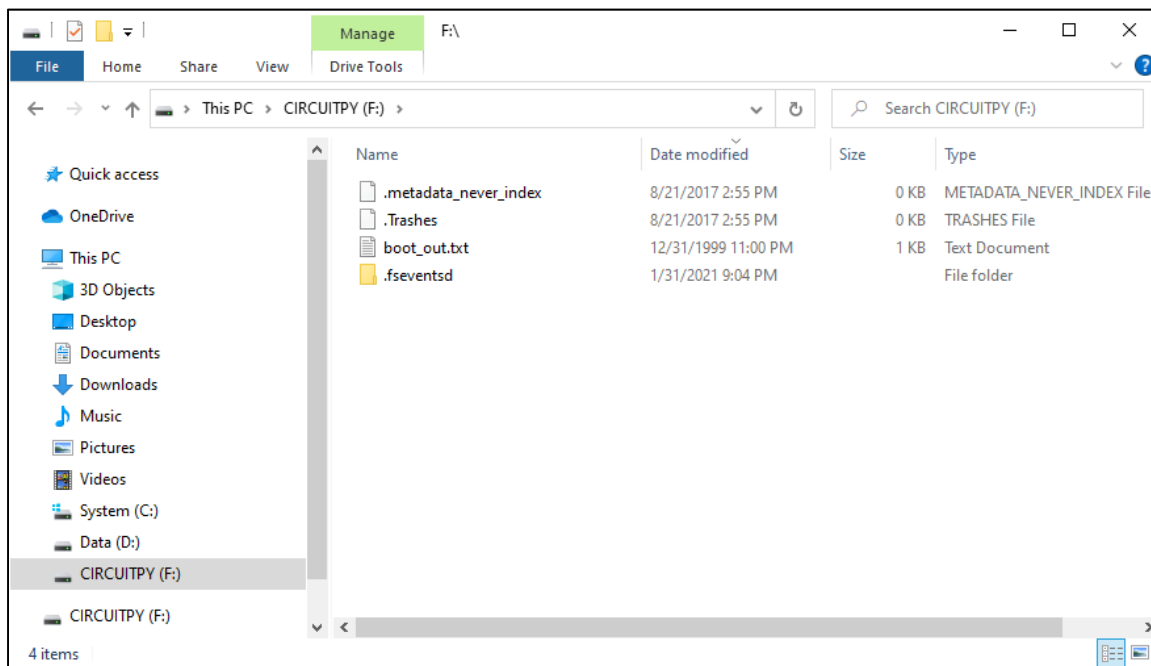 Manage F:\
File Home Share View Drive Tools
This PC > CIRCUITPY (F:) > Search CIRCUITPY (F:)
Name Date modified Size Type
.metadata_never_index 8/21/2017 2:55 PM 0 KB METADATA_NEVER_INDEX File
.Trashes 8/21/2017 2:55 PM 0 KB TRASHES File
boot_out.txt 12/31/1999 11:00 PM 1 KB Text Document
.fseventsd 1/31/2021 9:04 PM File folder
Quick access
OneDrive
This PC
3D Objects
Desktop
Documents
Downloads
Music
Pictures
Videos
System (C:)
Data (D:)
CIRCUITPY (F:)
CIRCUITPY (F:)
4 items